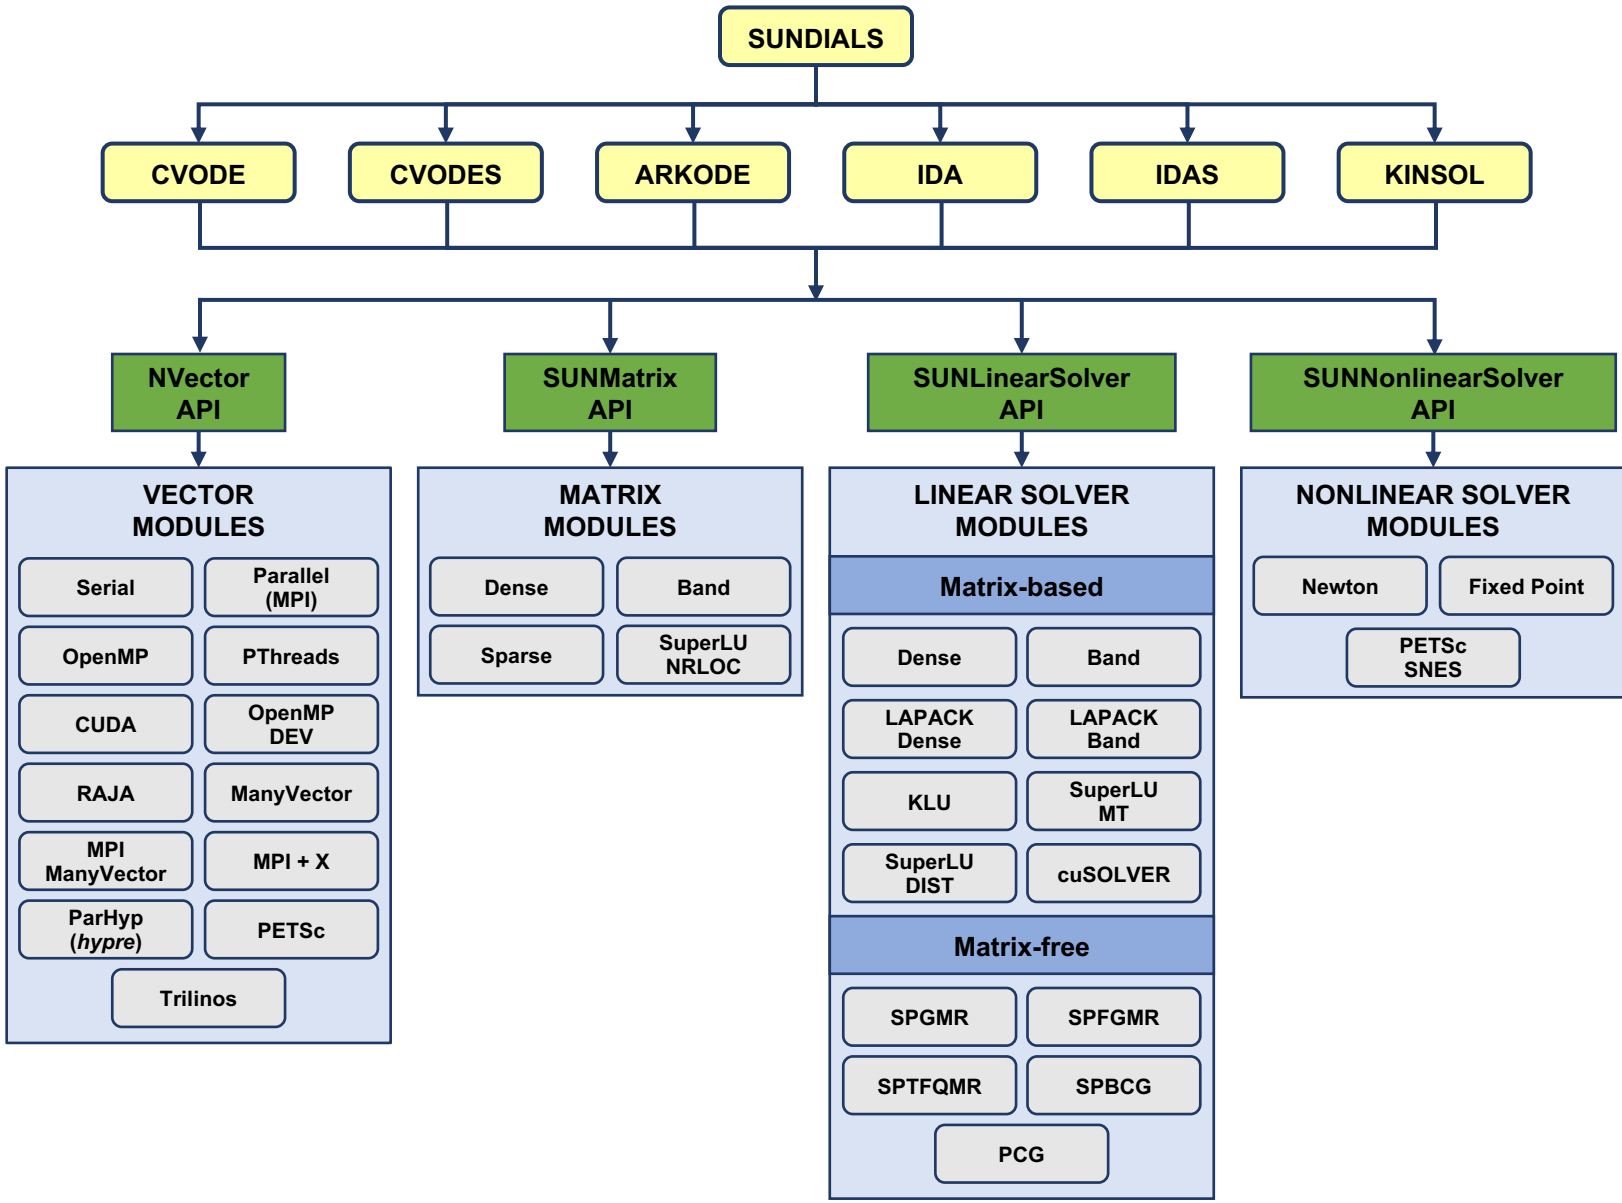 SUNDIALS
CVODE
CVODES
ARKODE
IDA
IDAS
KINSOL
NVector
API
SUNMatrix
API
SUNLinearSolver
API
SUNNonlinearSolver
API
VECTOR
MODULES
Serial
Parallel
(MPI)
OpenMP
PThreads
CUDA
OpenMP
DEV
RAJA
ManyVector
MPI
ManyVector
MPI + X
ParHyp
(hypre)
PETSc
Trilinos
MATRIX
MODULES
Dense
Band
Sparse
SuperLU
NRLOC
LINEAR SOLVER
MODULES
Matrix-based
Dense
Band
LAPACK
Dense
LAPACK
Band
KLU
SuperLU
MT
SuperLU
DIST
cuSOLVER
Matrix-free
SPGMR
SPFGMR
SPTFQMR
SPBCG
PCG
NONLINEAR SOLVER
MODULES
Newton
Fixed Point
PETSc
SNES